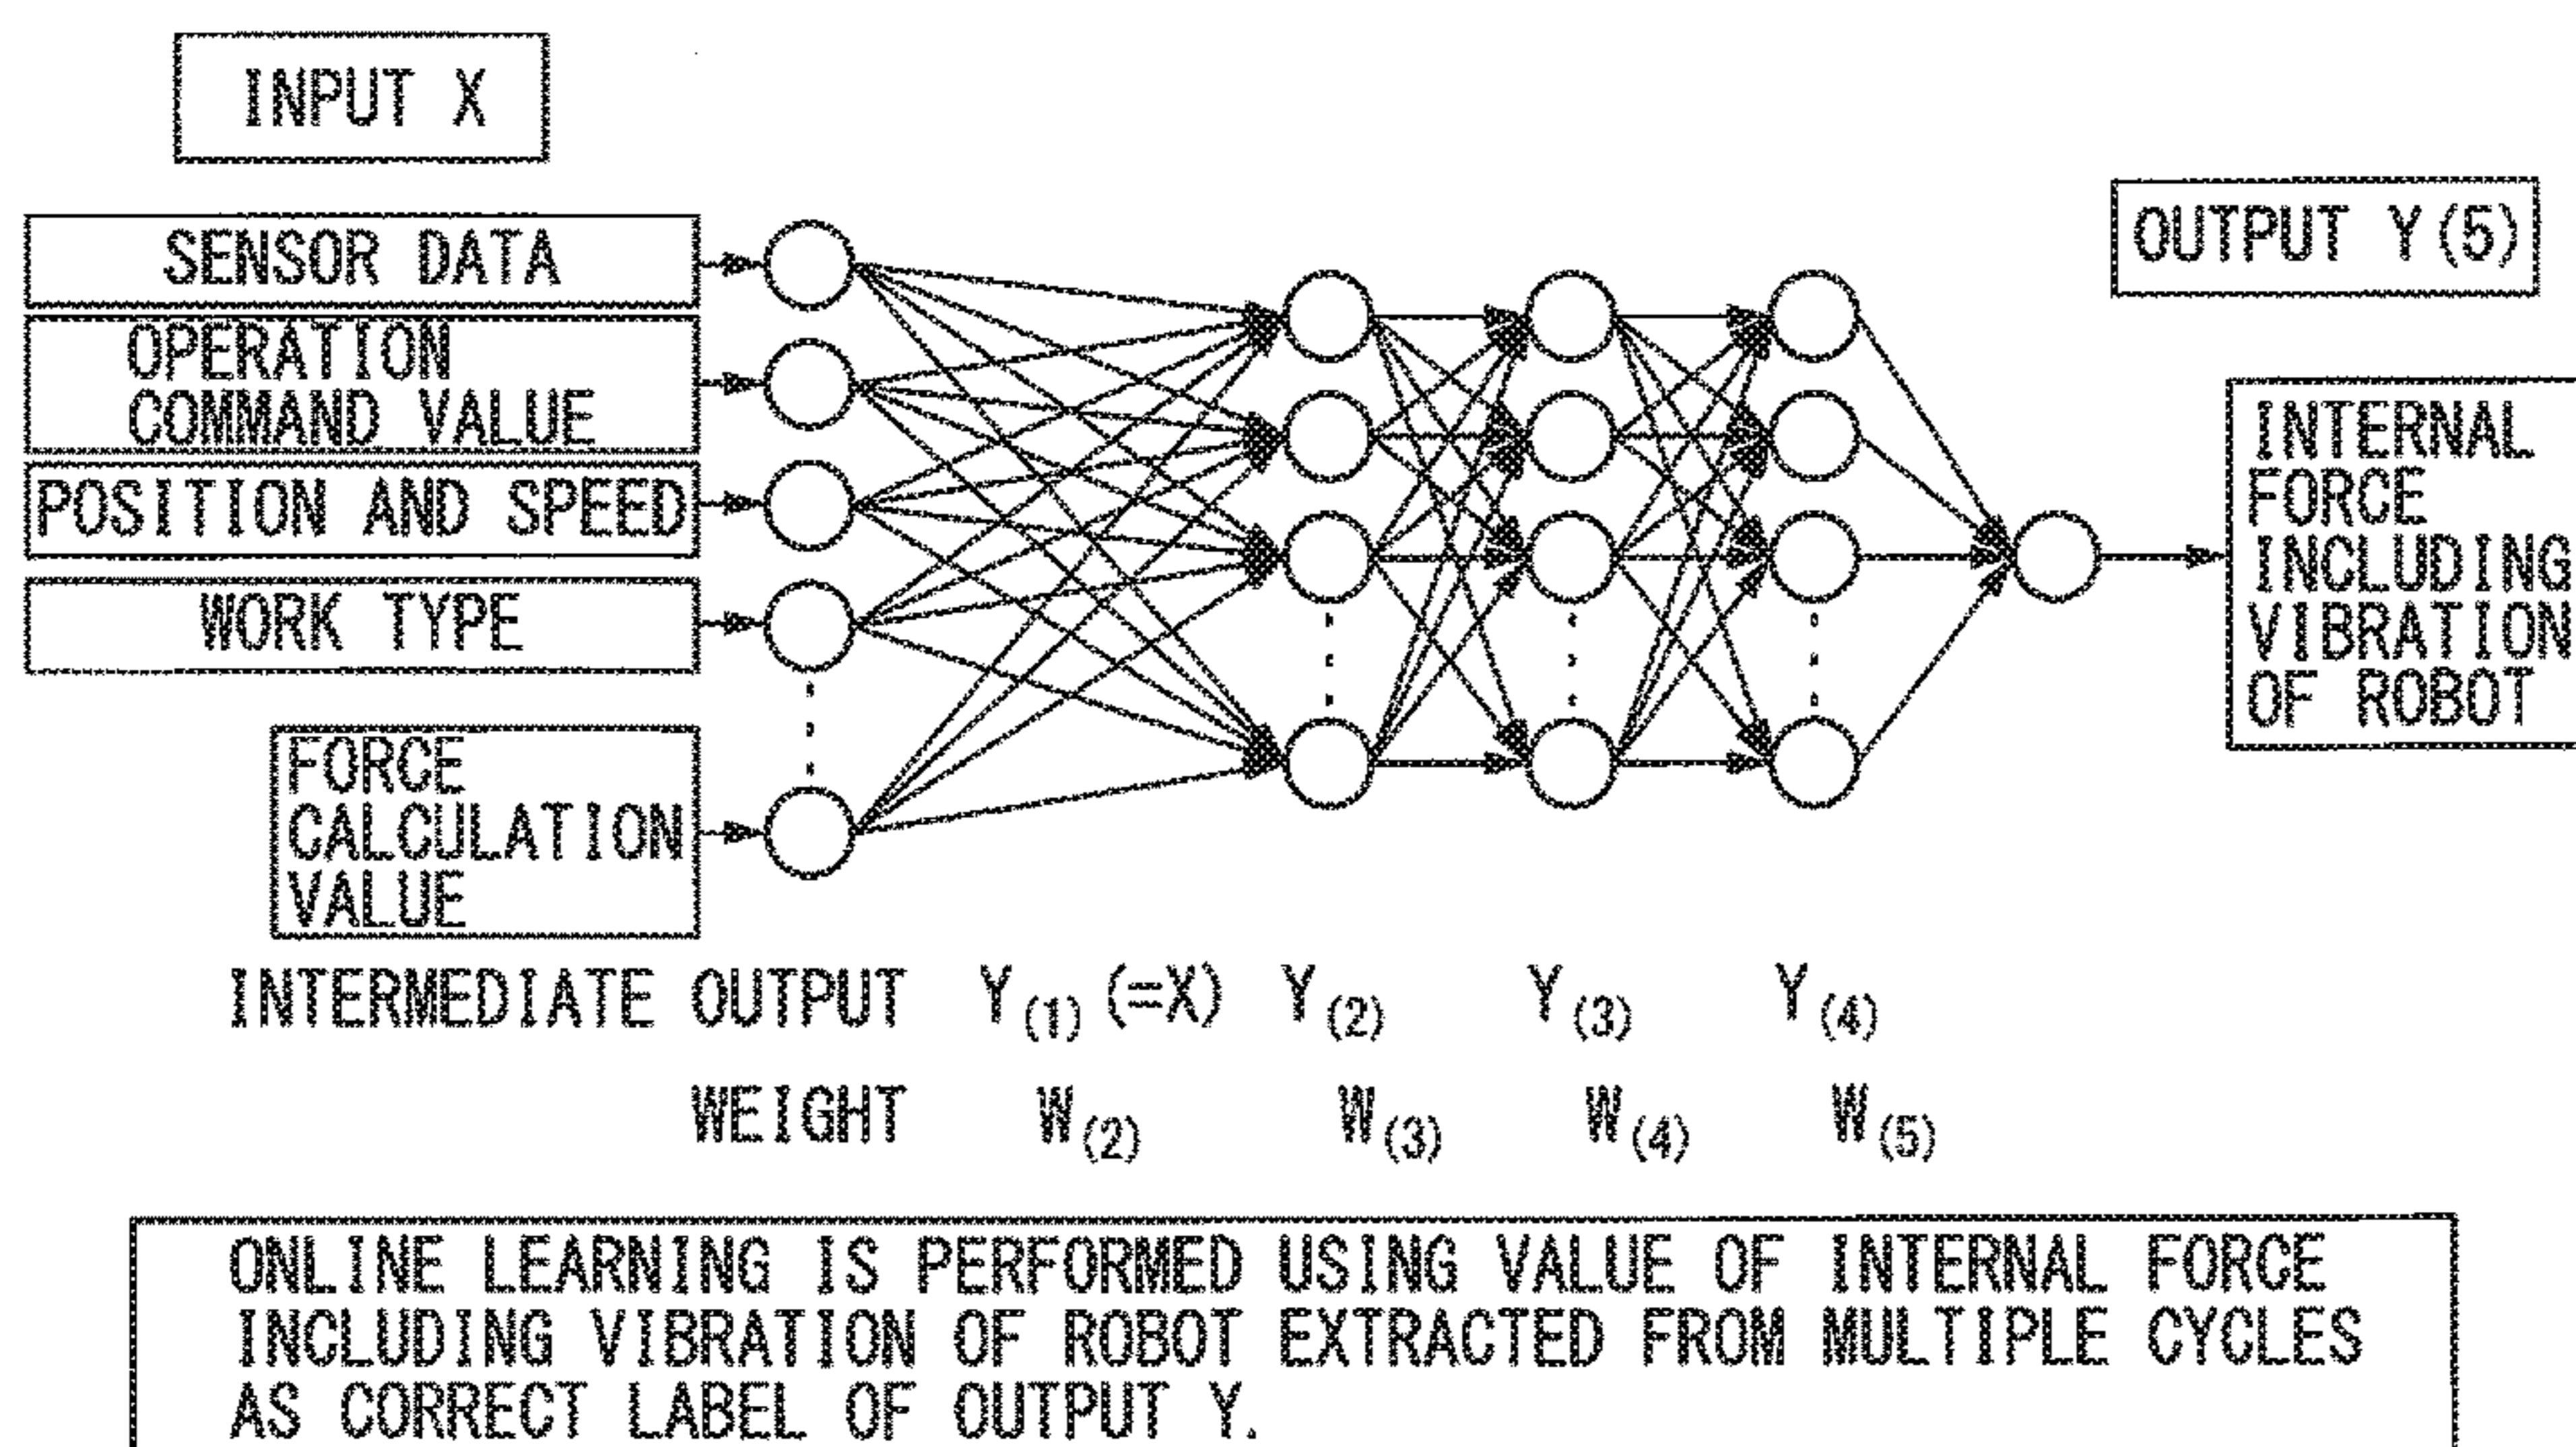 INPUT X
SENSOR DATA
OPERATION
COMMAND VALUE
POSITION AND SPEED
WORK TYPE
FORCE
CALCULATION
VALUE
OUTPUT Y(5)
INTERNAL
FORCE
INCLUDING
VIBRATION
OF ROBOT
INTERMEDIATE OUTPUT Y(1) (=X) Y(2) Y(3) Y(4)
WEIGHT W(2) W(3) W(4) W(5)
ONLINE LEARNING IS PERFORMED USING VALUE OF INTERNAL FORCE
INCLUDING VIBRATION OF ROBOT EXTRACTED FROM MULTIPLE CYCLES
AS CORRECT LABEL OF OUTPUT Y.